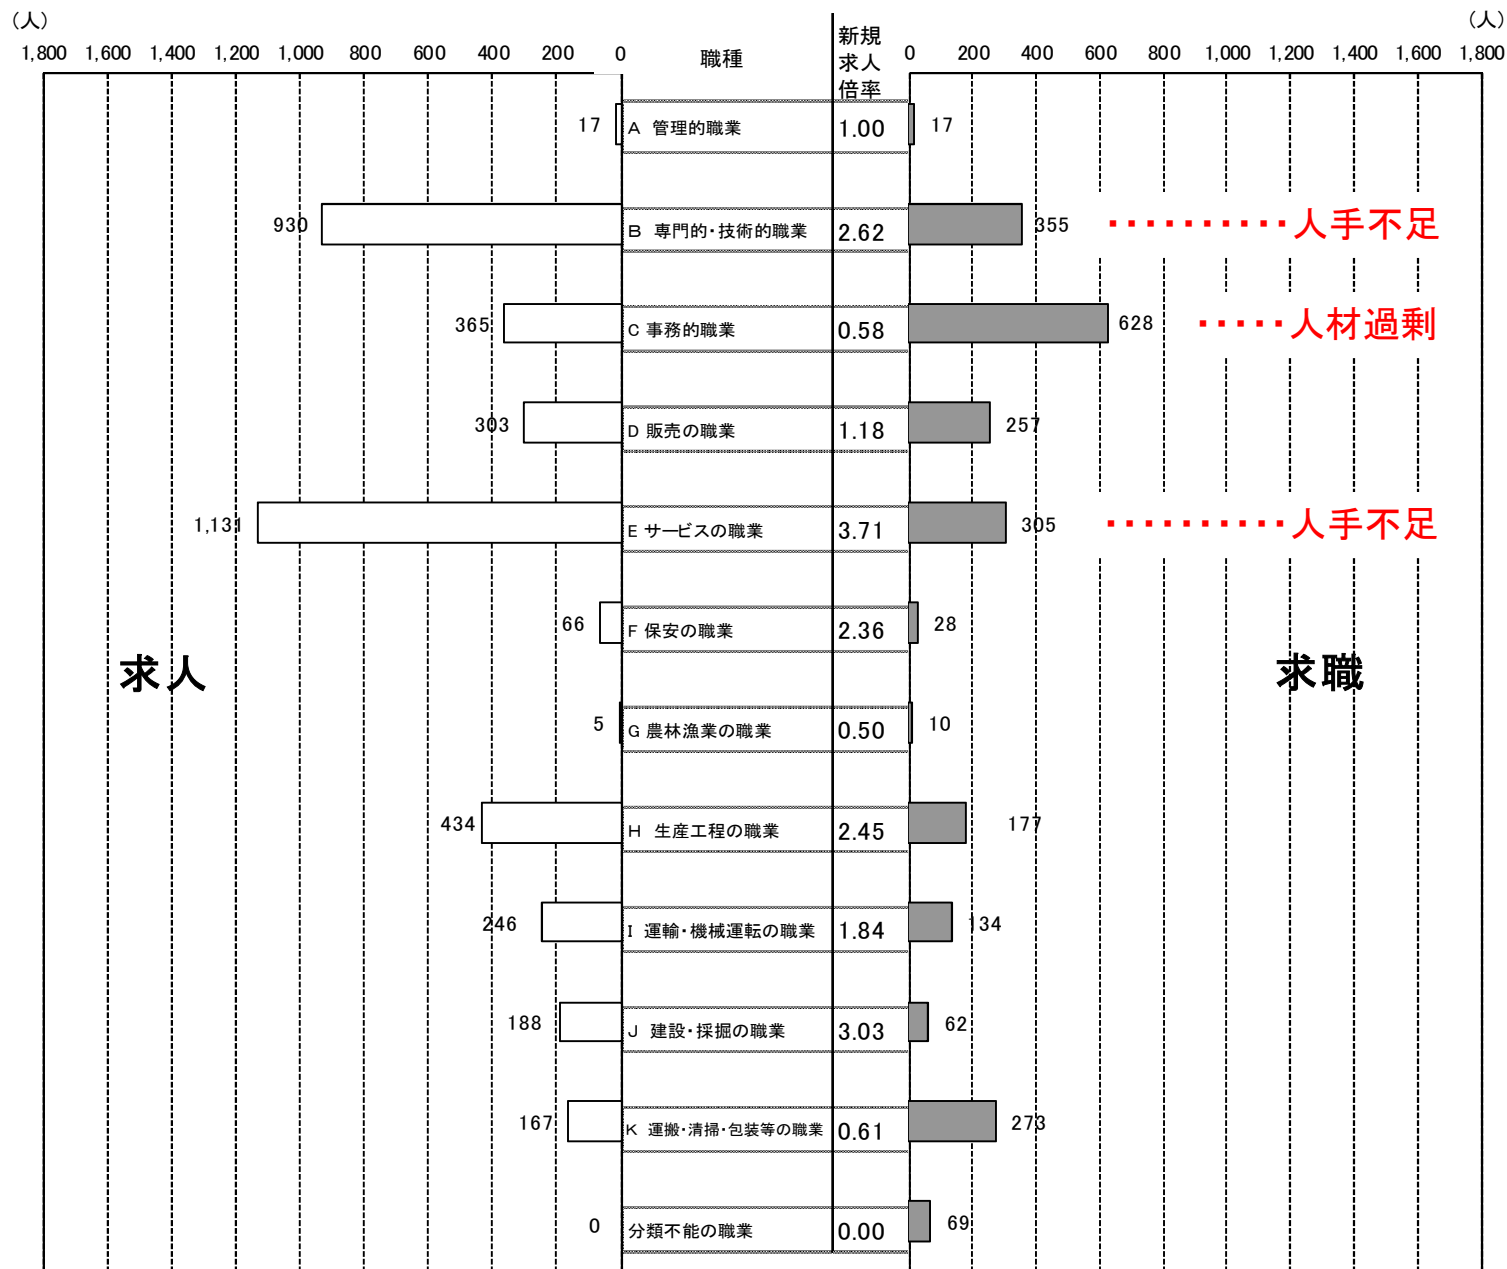 （人）
（人）
1,800 1,600 1,400 1,200 1,000 800 600 400 200 0
職種
新規
求人
倍率
0 200 400 600 800 1,000 1,200 1,400 1,600 1,800
17 A 管理的職業 1.00 17
930 B 専門的・技術的職業 2.62 355 ・・・・・・・・・・人手不足
365 C 事務的職業 0.58 628 ・・・・・人材過剰
303 D 販売の職業 1.18 257
1,131 E サービスの職業 3.71 305 ・・・・・・・・・・人手不足
66 F 保安の職業 2.36 28
求人
求職
5 G 農林漁業の職業 0.50 10
434 H 生産工程の職業 2.45 177
246 I 運輸・機械運転の職業 1.84 134
188 J 建設・採掘の職業 3.03 62
167 K 運搬・清掃・包装等の職業 0.61 273
0 分類不能の職業 0.00 69